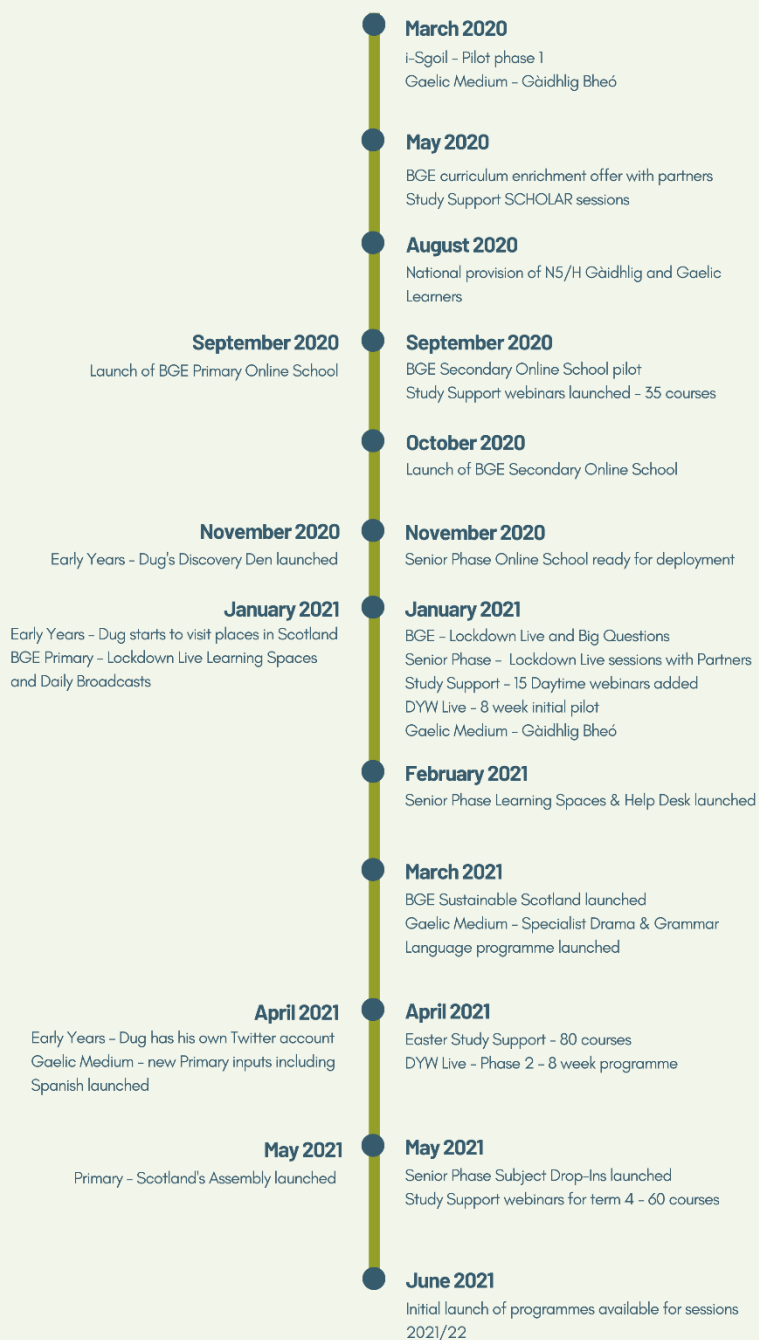 March 2020
i-Sgoil - Pilot phase 1
Gaelic Medium - Gàidhlig Bheó
May 2020
BGE curriculum enrichment offer with partners
Study Support SCHOLAR sessions
August 2020
National provision of N5/H Gàidhlig and Gaelic
Learners
September 2020
Launch of BGE Primary Online School
September 2020
BGE Secondary Online School pilot
Study Support webinars launched - 35 courses
October 2020
Launch of BGE Secondary Online School
November 2020
Early Years - Dug's Discovery Den launched
November 2020
Senior Phase Online School ready for deployment
January 2021
Early Years - Dug starts to visit places in Scotland
BGE Primary - Lockdown Live Learning Spaces
and Daily Broadcasts
January 2021
BGE - Lockdown Live and Big Questions
Senior Phase - Lockdown Live sessions with Partners
Study Support - 15 Daytime webinars added
DYW Live - 8 week initial pilot
Gaelic Medium - Gàidhlig Bheó
February 2021
Senior Phase Learning Spaces & Help Desk launched
March 2021
BGE Sustainable Scotland launched
Gaelic Medium - Specialist Drama & Grammar
Language programme launched
April 2021
Early Years - Dug has his own Twitter account
Gaelic Medium - new Primary inputs including
Spanish launched
April 2021
Easter Study Support - 80 courses
DYW Live - Phase 2 - 8 week programme
May 2021
Primary - Scotland's Assembly launched
May 2021
Senior Phase Subject Drop-Ins launched
Study Support webinars for term 4 - 60 courses
June 2021
Initial launch of programmes available for sessions
2021/22